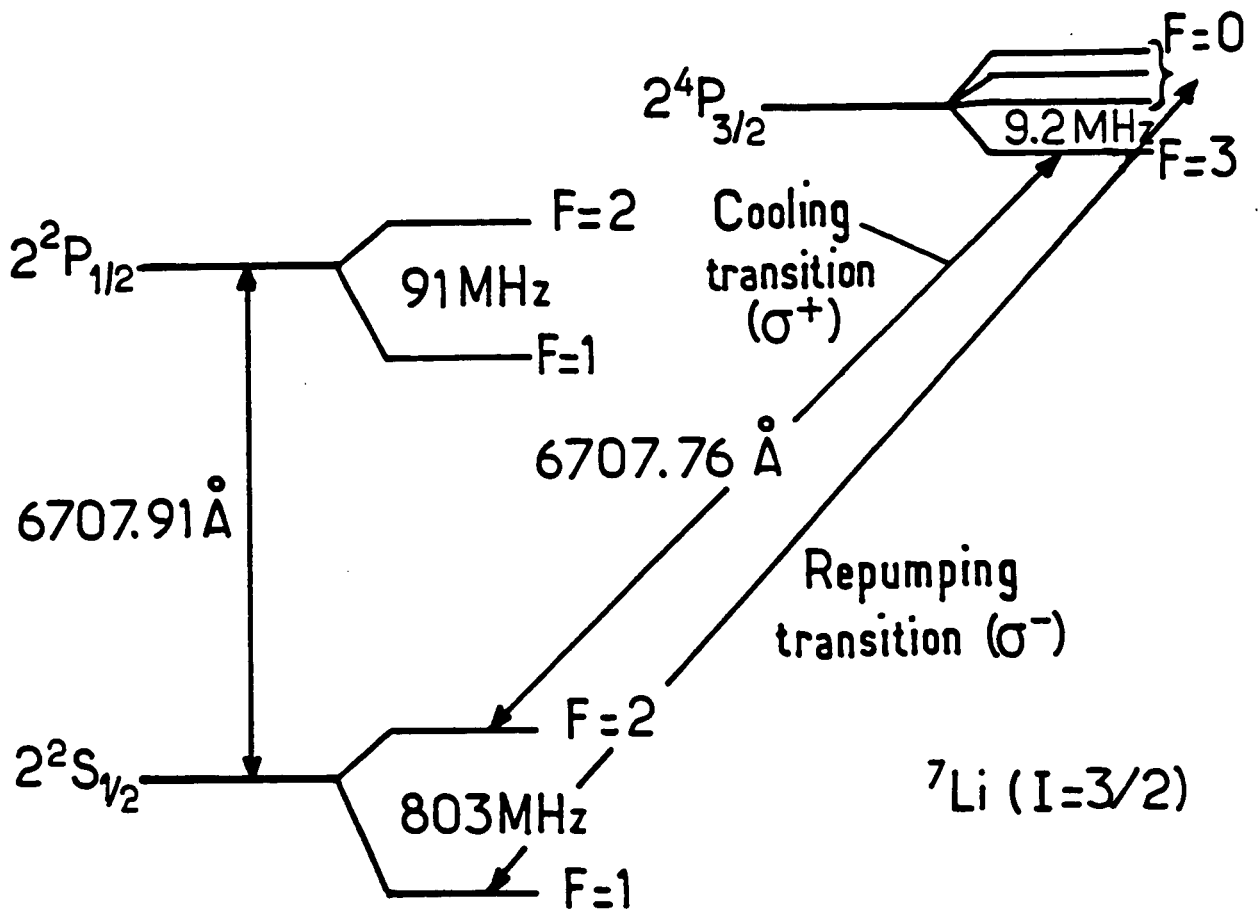 F=0
2⁴P₃/₂
9.2 MHz
F=3
Cooling
transition
(σ⁺)
F=2
2²P₁/₂
91 MHz
F=1
6707.76 Å
6707.91 Å
Repumping
transition (σ⁻)
F=2
2²S₁/₂
803 MHz
⁷Li (I=3/2)
F=1